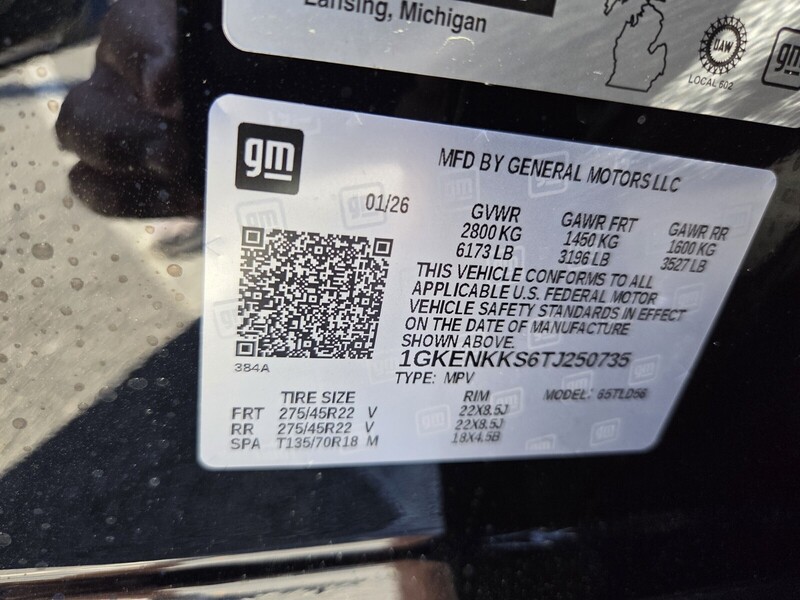 Lansing, Michigan
UAW
LOCAL 602
gm
gm
MFD BY GENERAL MOTORS LLC
01/26
GVWR GAWR FRT GAWR RR
2800 KG 1450 KG 1600 KG
6173 LB 3196 LB 3527 LB
THIS VEHICLE CONFORMS TO ALL
APPLICABLE U.S. FEDERAL MOTOR
VEHICLE SAFETY STANDARDS IN EFFECT
ON THE DATE OF MANUFACTURE
SHOWN ABOVE.
384A
1GKENKKS6TJ250735
TYPE: MPV MODEL: 65TLD56
TIRE SIZE RIM
FRT 275/45R22 V 22X8.5J
RR 275/45R22 V 22X8.5J
SPA T135/70R18 M 18X4.5B